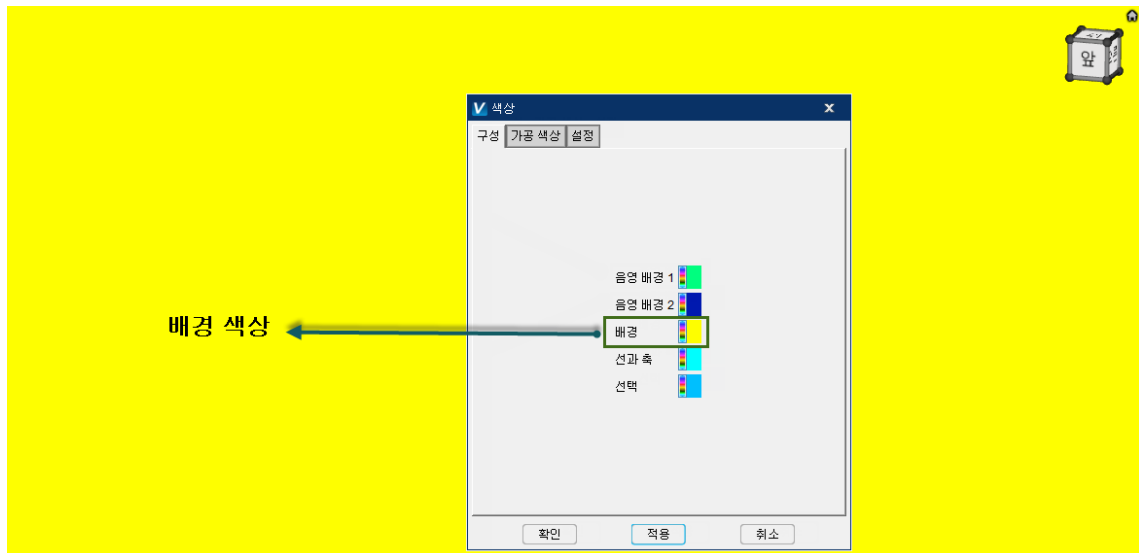 앞
V 색상 x
구성 가공 색상 설정
음영 배경 1
음영 배경 2
배경
배경 색상
선과 축
선택
확인 적용 취소